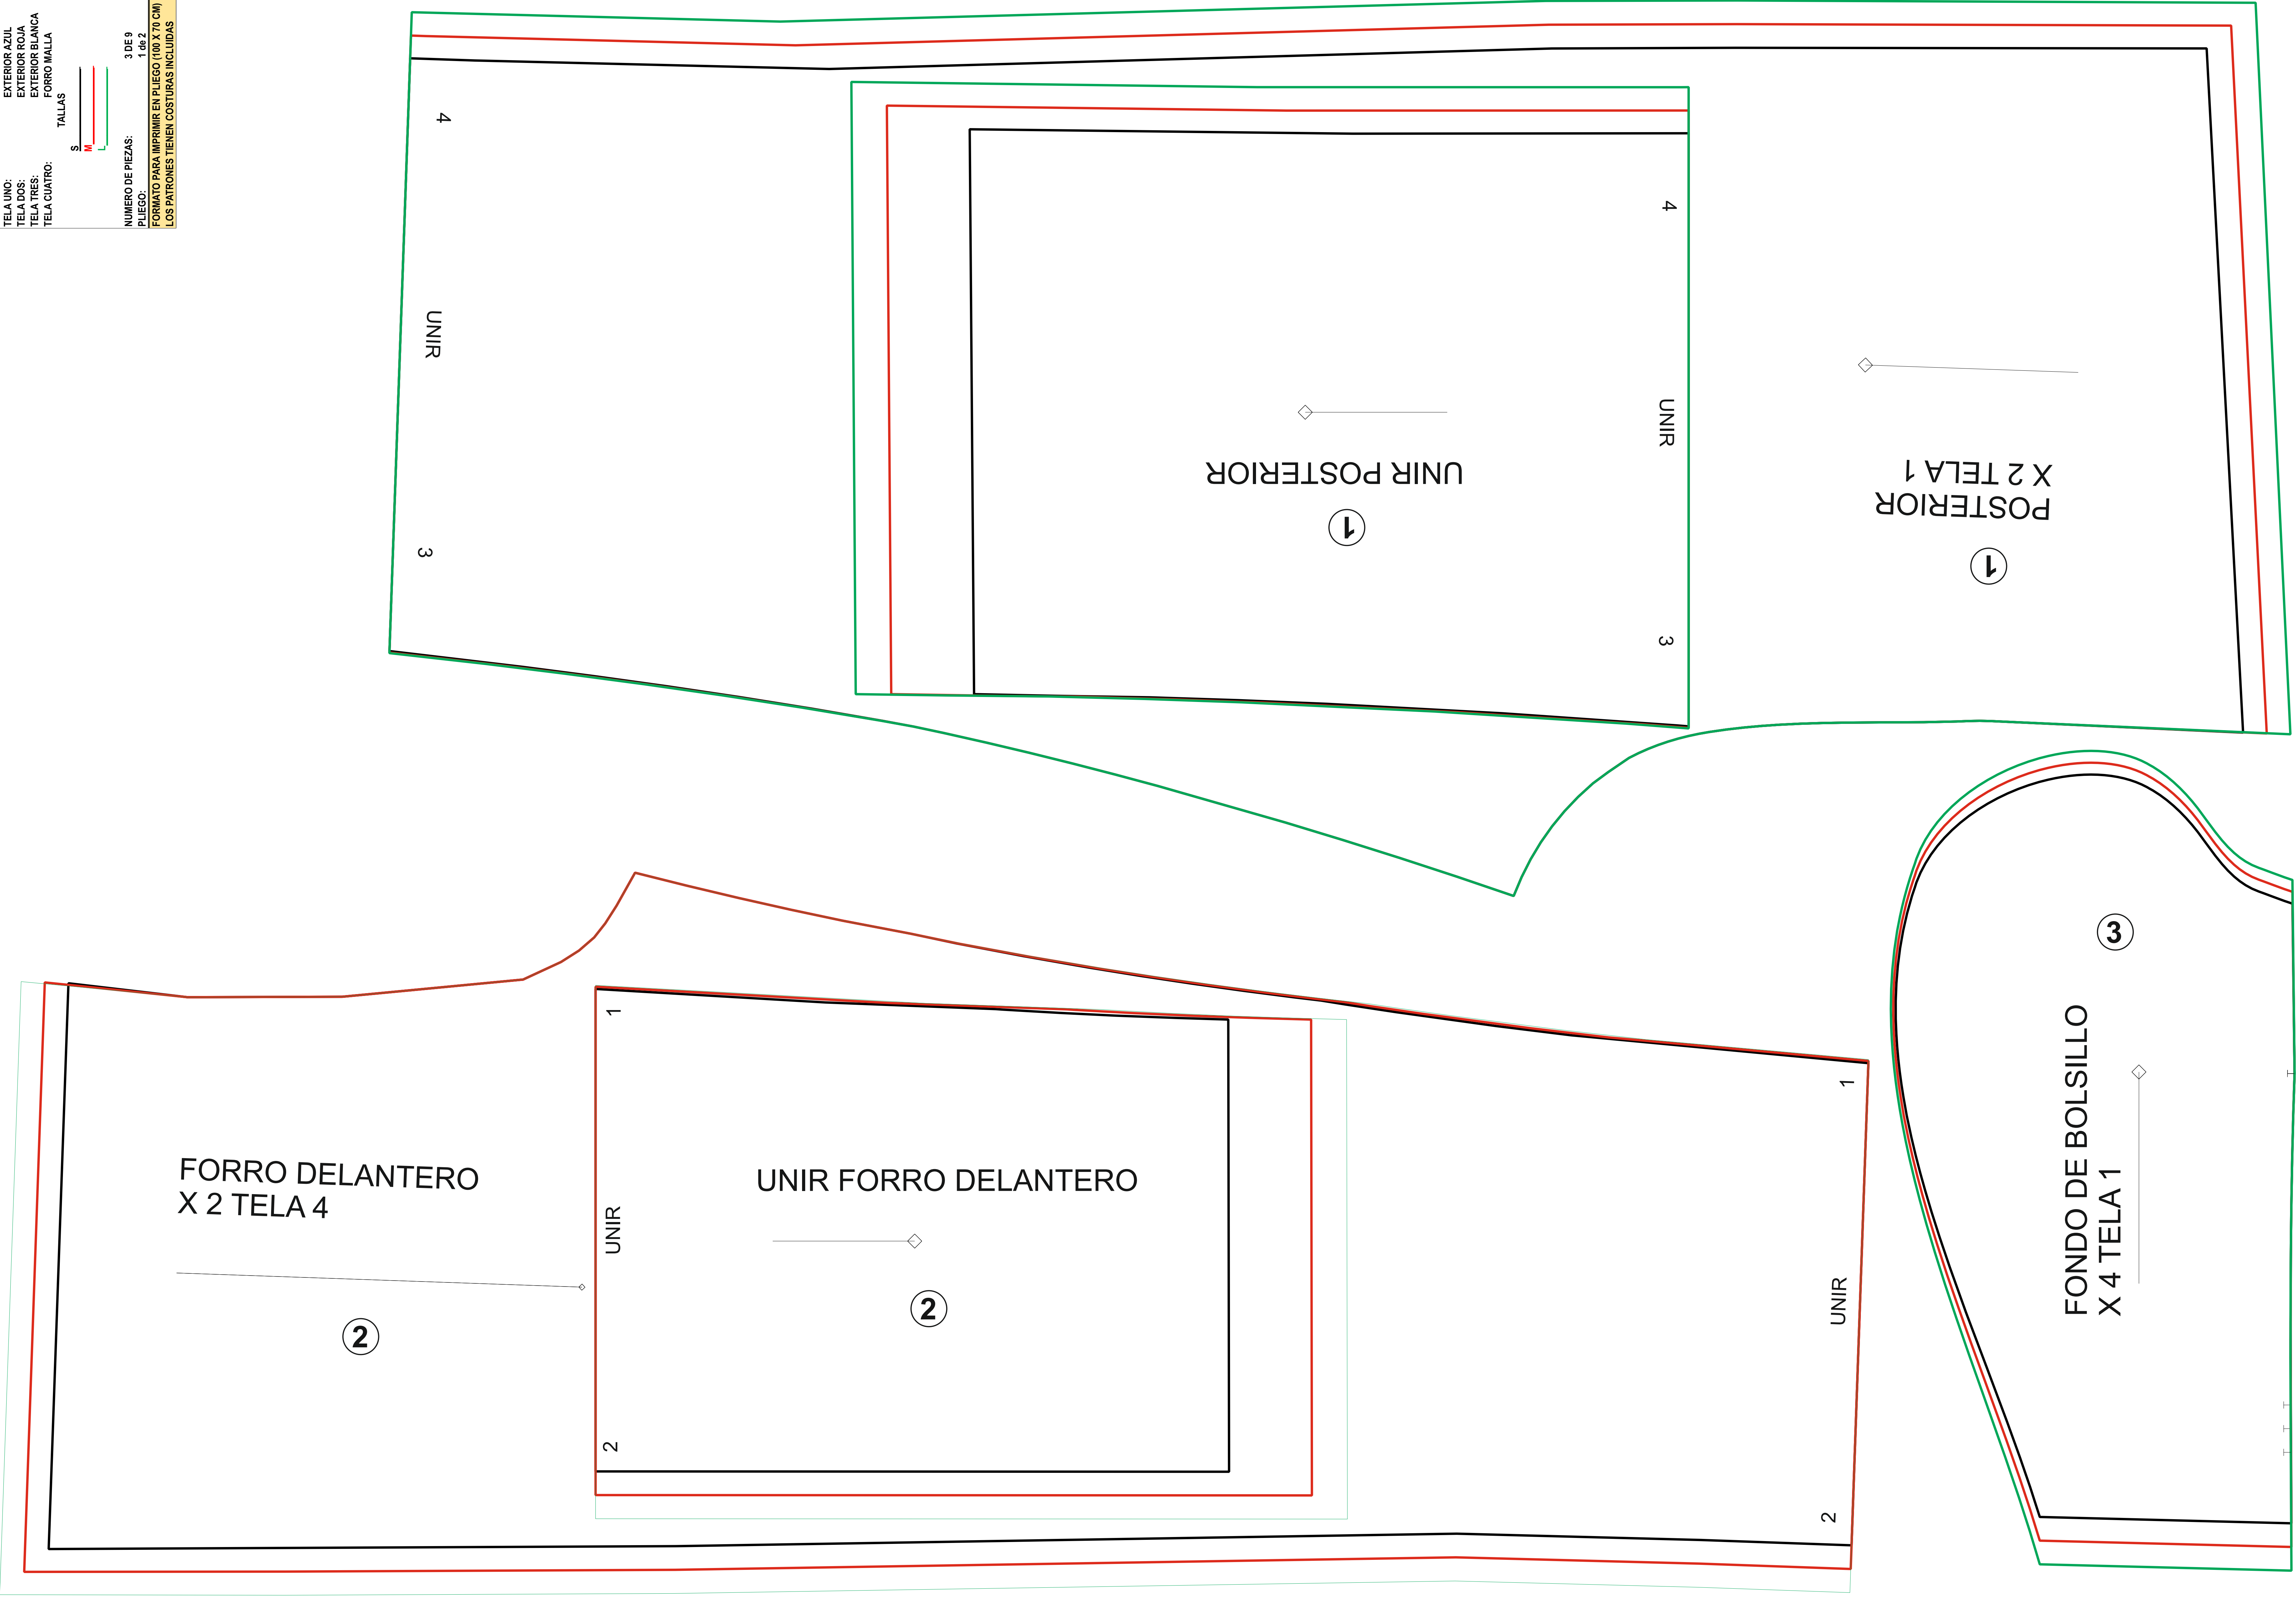 TELA UNO: EXTERIOR AZUL
TELA DOS: EXTERIOR ROJA
TELA TRES: EXTERIOR BLANCA
TELA CUATRO: FORRO MALLA
TALLAS
S
M
L
NUMERO DE PIEZAS: 3 DE 9
PLIEGO: 1 de 2
FORMATO PARA IMPRIMIR EN PLIEGO (100 X 70 CM)
LOS PATRONES TIENEN COSTURAS INCLUIDAS
4
UNIR
3
UNIR POSTERIOR
1
4
UNIR
3
POSTERIOR
X 2 TELA 1
1
FORRO DELANTERO
X 2 TELA 4
2
1
UNIR
2
UNIR FORRO DELANTERO
2
1
UNIR
2
3
FONDO DE BOLSILLO
X 4 TELA 1